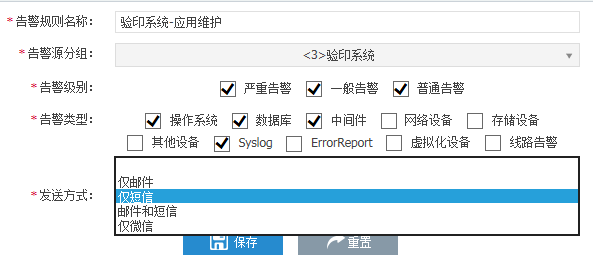 *告警规则名称： 验印系统-应用维护
*告警源分组： <3>验印系统
*告警级别： 严重告警 一般告警 普通告警
*告警类型： 操作系统 数据库 中间件 网络设备 存储设备
其他设备 Syslog ErrorReport 虚拟化设备 线路告警
仅邮件
*发送方式： 仅短信
邮件和短信
仅微信
保存 重置